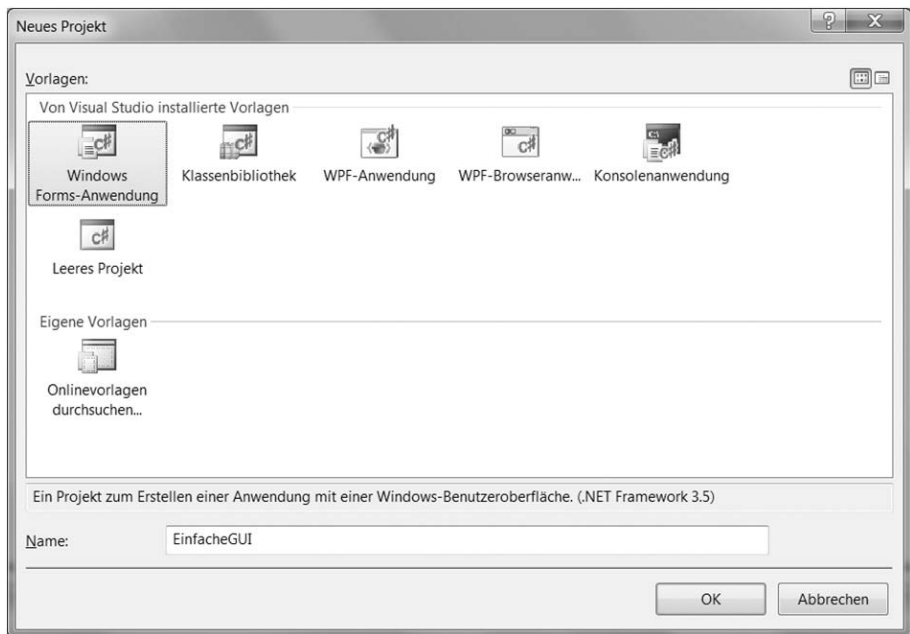 Neues Projekt
Vorlagen:
Von Visual Studio installierte Vorlagen
Windows
Forms-Anwendung
Klassenbibliothek
WPF-Anwendung
WPF-Browseranw...
Konsolenanwendung
Leeres Projekt
Eigene Vorlagen
Onlinevorlagen
durchsuchen...
Ein Projekt zum Erstellen einer Anwendung mit einer Windows-Benutzeroberfläche. (.NET Framework 3.5)
Name:
EinfacheGUI
OK
Abbrechen